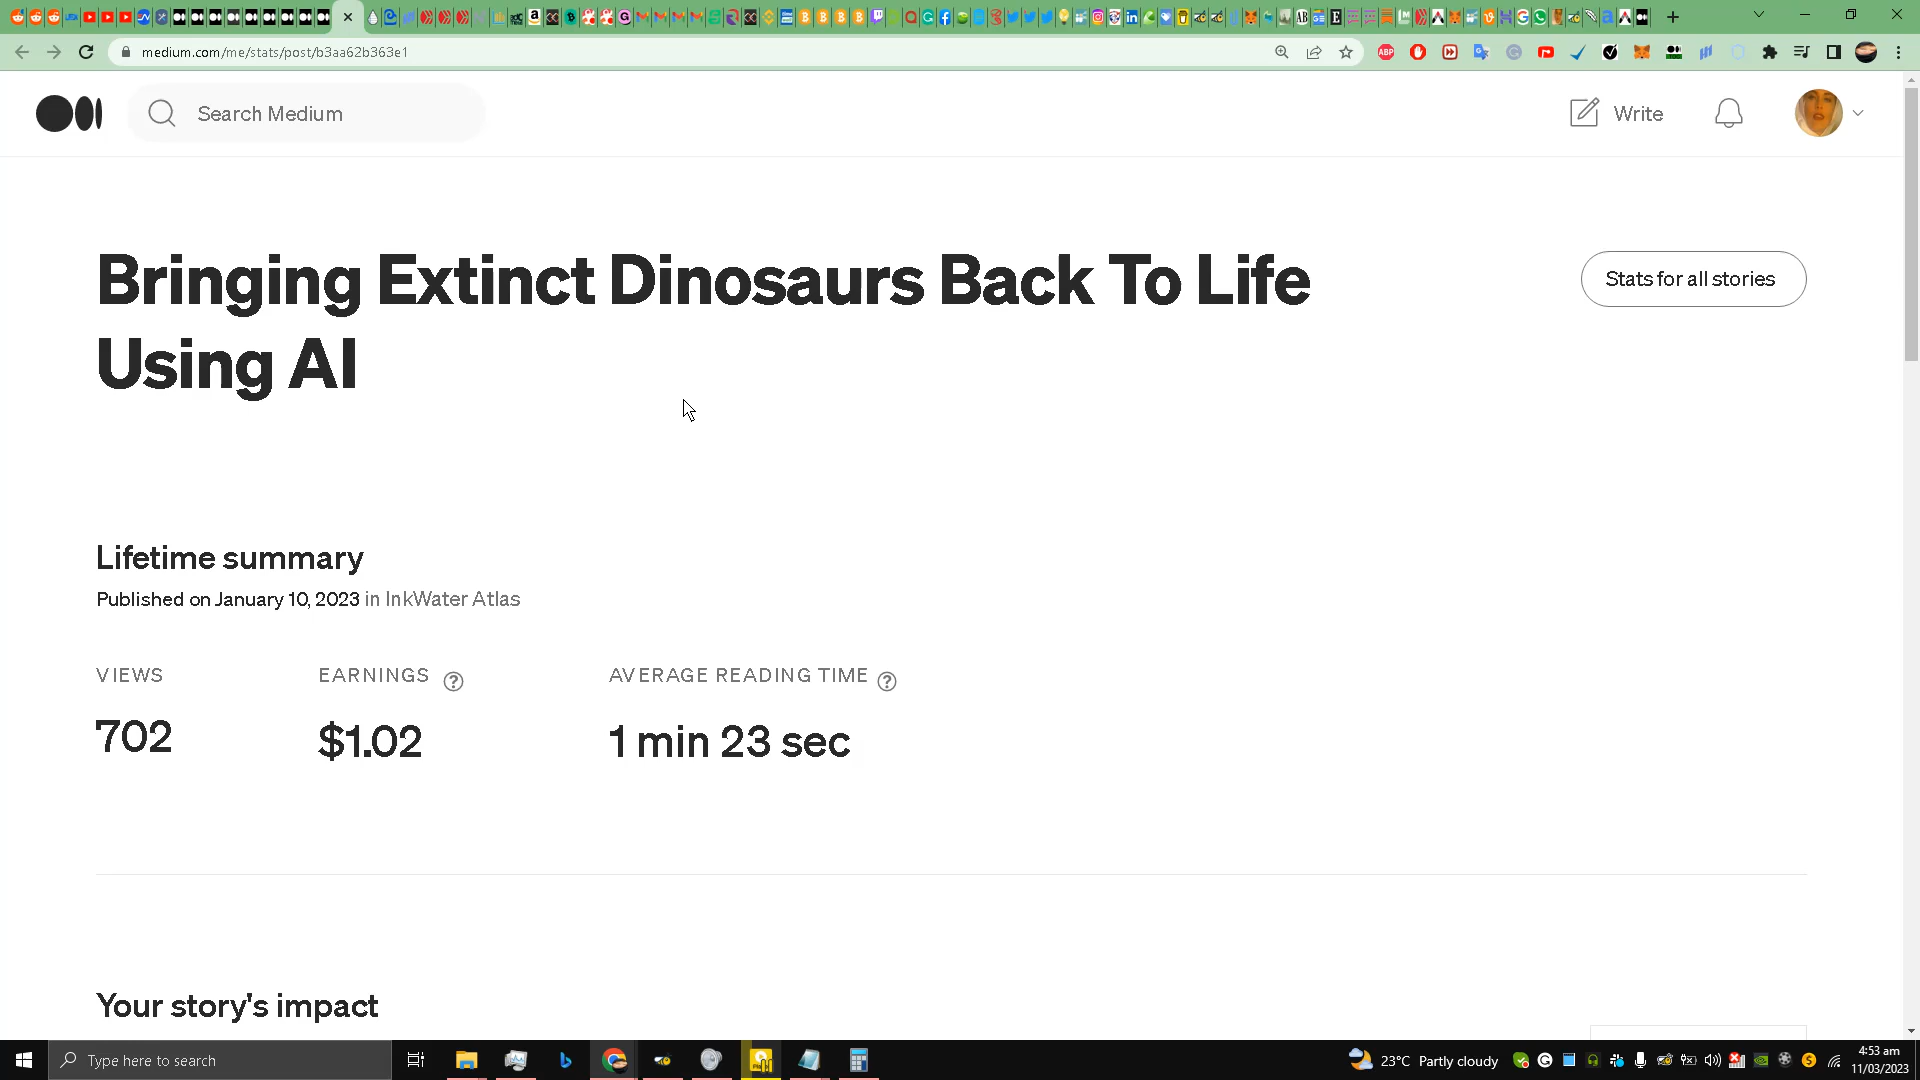 medium.com/me/stats/post/b3aa62b363e1
Search Medium
Write
Bringing Extinct Dinosaurs Back To Life
Using AI
Stats for all stories
Lifetime summary
Published on January 10, 2023 in InkWater Atlas
VIEWS
EARNINGS ?
AVERAGE READING TIME ?
702
$1.02
1 min 23 sec
Your story's impact
Type here to search
23°C Partly cloudy
4:53 am
11/03/2023